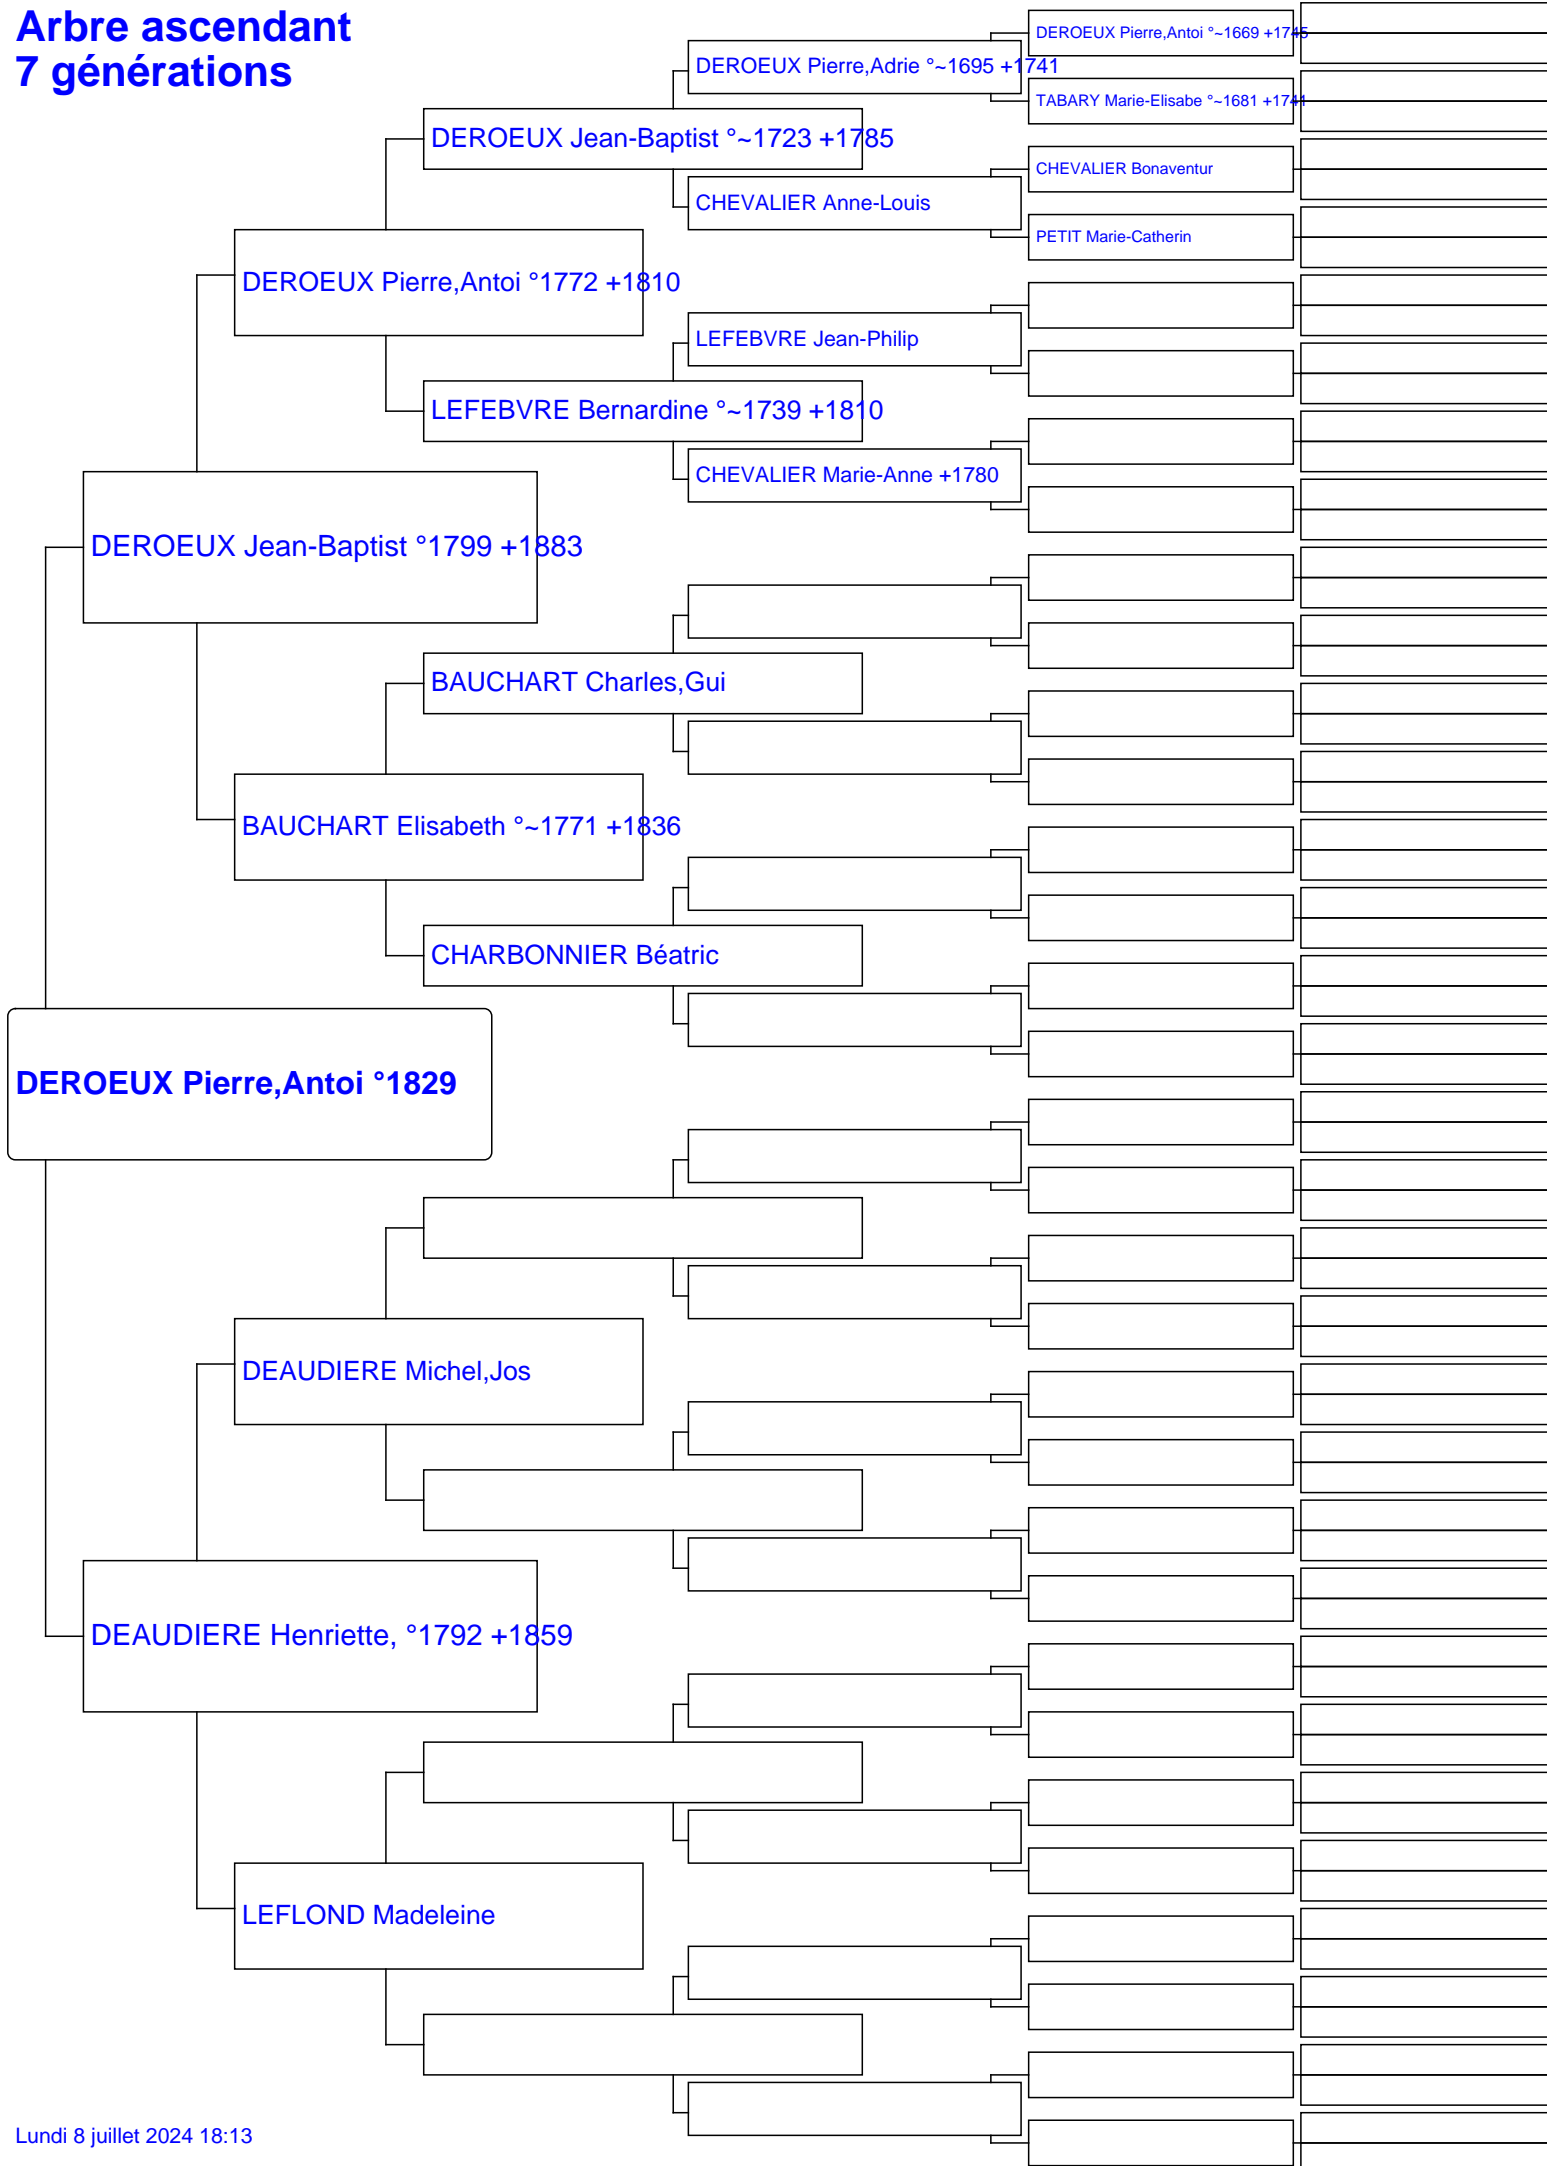 Arbre ascendant
7 générations
DEROEUX Pierre,Antoi °~1669 +1745
DEROEUX Pierre,Adrie °~1695 +1741
TABARY Marie-Elisabe °~1681 +1741
DEROEUX Jean-Baptist °~1723 +1785
CHEVALIER Bonaventur
CHEVALIER Anne-Louis
PETIT Marie-Catherin
DEROEUX Pierre,Antoi °1772 +1810
LEFEBVRE Jean-Philip
LEFEBVRE Bernardine °~1739 +1810
CHEVALIER Marie-Anne +1780
DEROEUX Jean-Baptist °1799 +1883
BAUCHART Charles,Gui
BAUCHART Elisabeth °~1771 +1836
CHARBONNIER Béatric
DEROEUX Pierre,Antoi °1829
DEAUDIERE Michel,Jos
DEAUDIERE Henriette, °1792 +1859
LEFLOND Madeleine
Lundi 8 juillet 2024 18:13